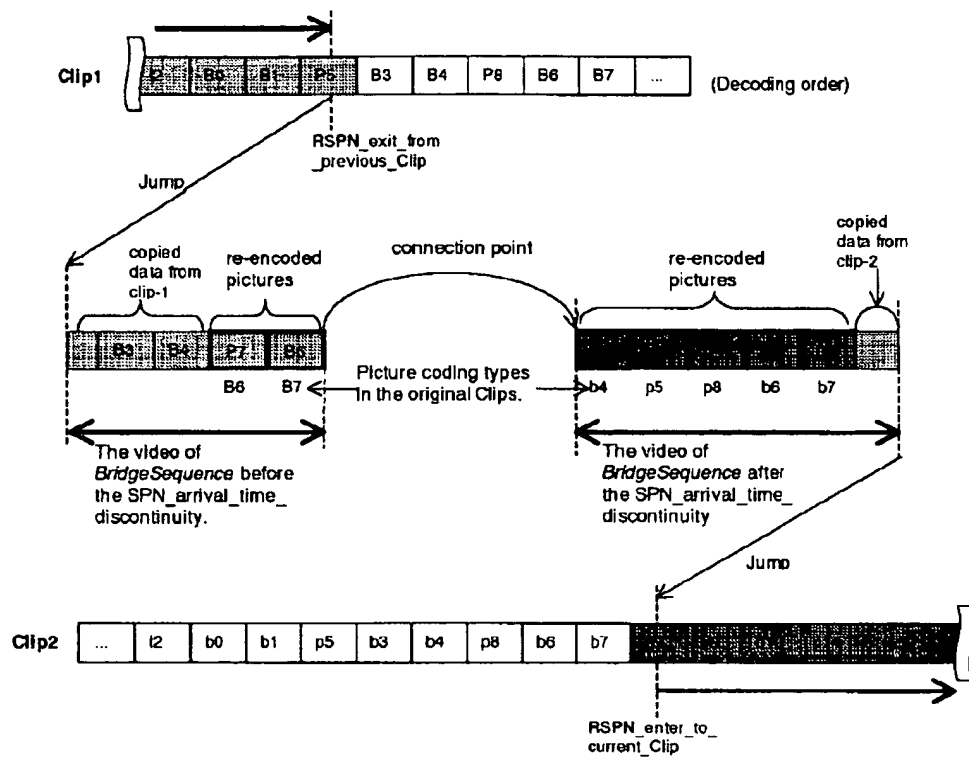 Clip1
I2 B0 B1 P5 B3 B4 P8 B6 B7 ...
(Decoding order)
RSPN_exit_from
_previous_Clip
Jump
copied
data from
clip-1
re-encoded
pictures
connection point
re-encoded
pictures
copied
data from
clip-2
B3 B4 P7
B6 B7
Picture coding types
in the original Clips.
b4 p5 p8 b6 b7
The video of
BridgeSequence before
the SPN_arrival_time_
discontinuity.
The video of
BridgeSequence after
the SPN_arrival_time_
discontinuity
Jump
Clip2
... I2 b0 b1 p5 b3 b4 p8 b6 b7
RSPN_enter_to_
current_Clip